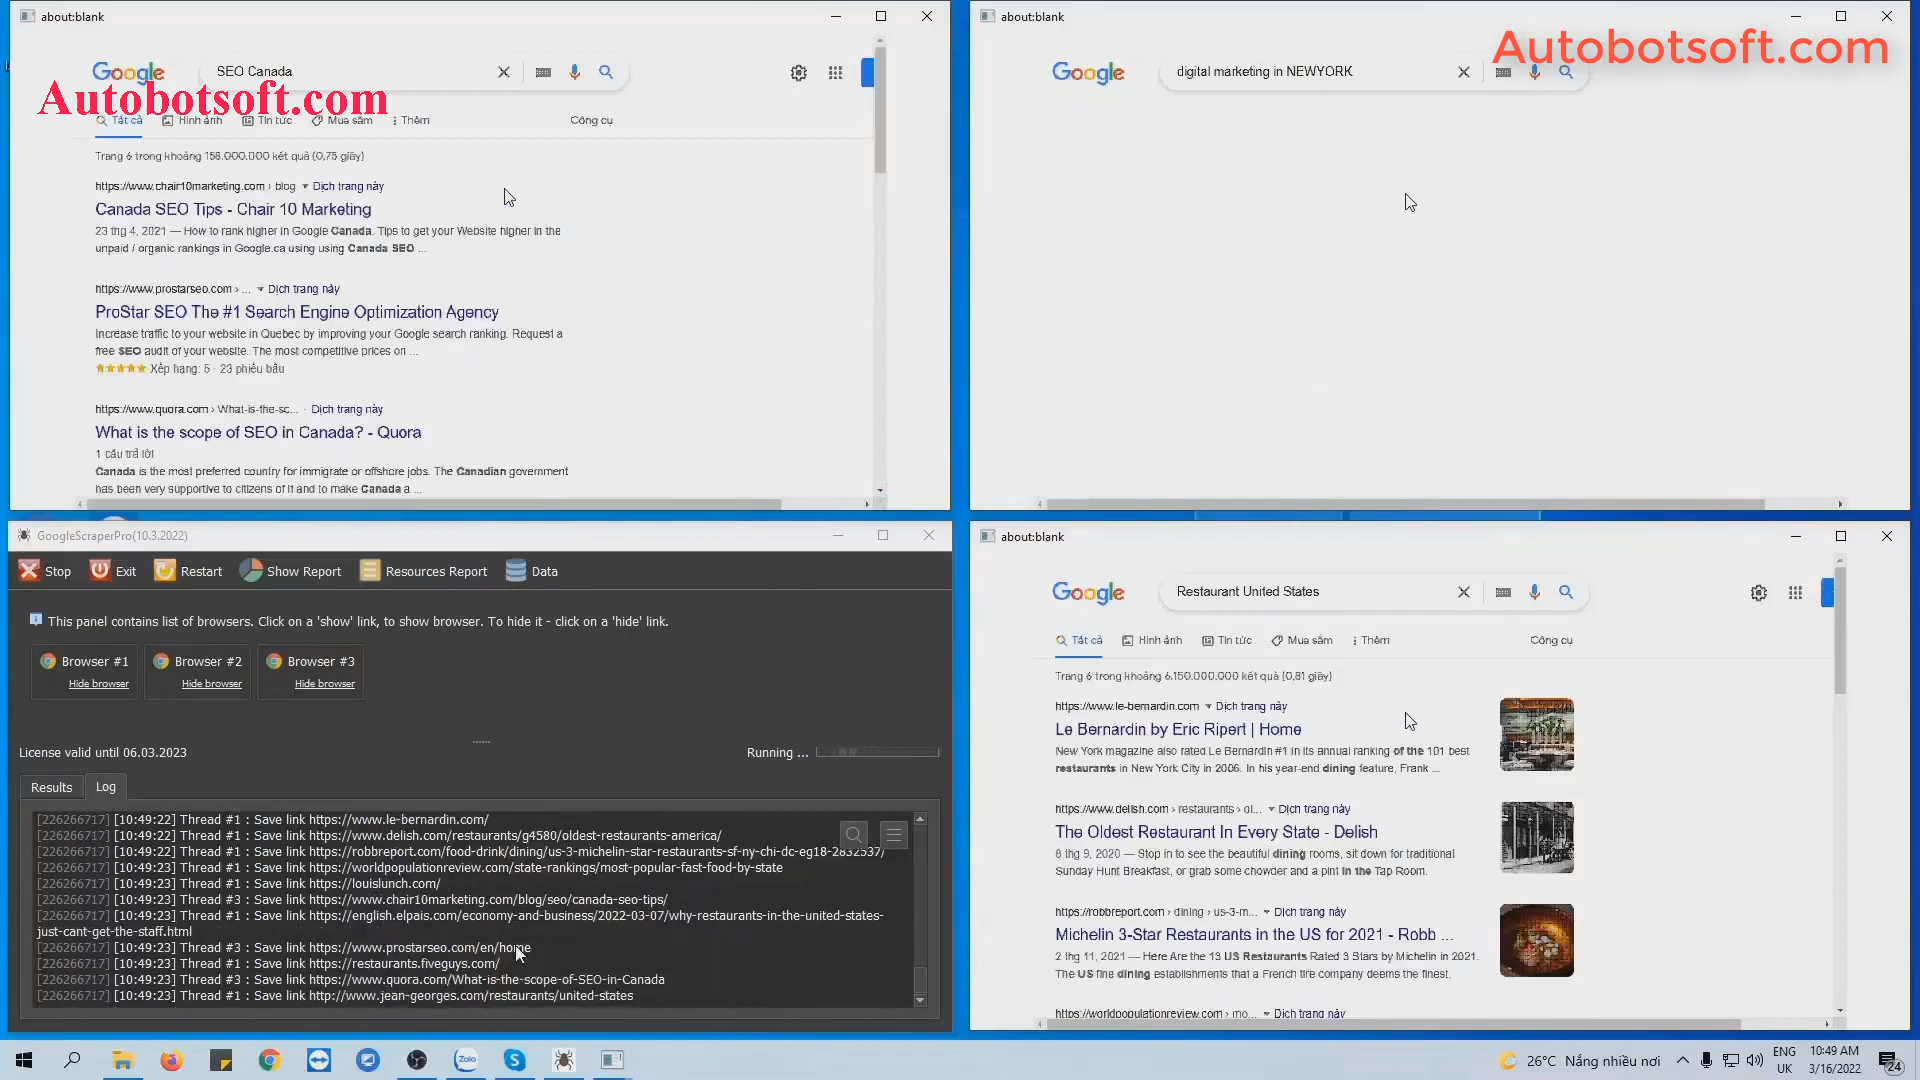 about:blank
Google
SEO Canada
Autobotsoft.com
Tất cả Hình ảnh Tin tức Mua sắm Thêm Công cụ
Trang 6 trong khoảng 158.000.000 kết quả (0,75 giây)
https://www.chair10marketing.com › blog Dịch trang này
Canada SEO Tips - Chair 10 Marketing
23 thg 4, 2021 — How to rank higher in Google Canada. Tips to get your Website higher in the
unpaid / organic rankings in Google.ca using using Canada SEO ...
https://www.prostarseo.com › ... Dịch trang này
ProStar SEO The #1 Search Engine Optimization Agency
Increase traffic to your website in Quebec by improving your Google search ranking. Request a
free SEO audit of your website. The most competitive prices on ...
Xếp hạng: 5 · 23 phiếu bầu
https://www.quora.com › What-is-the-sc... · Dịch trang này
What is the scope of SEO in Canada? - Quora
1 câu trả lời
Canada is the most preferred country for immigrate or offshore jobs. The Canadian government
has been very supportive to citizens of it and to make Canada a ...
about:blank
Autobotsoft.com
Google
digital marketing in NEWYORK
GoogleScraperPro(10.3.2022)
Stop Exit Restart Show Report Resources Report Data
This panel contains list of browsers. Click on a 'show' link, to show browser. To hide it - click on a 'hide' link.
Browser #1 Browser #2 Browser #3
Hide browser Hide browser Hide browser
License valid until 06.03.2023 Running ...
Results Log
[226266717] [10:49:22] Thread #1 : Save link https://www.le-bernardin.com/
[226266717] [10:49:22] Thread #1 : Save link https://www.delish.com/restaurants/g4580/oldest-restaurants-america/
[226266717] [10:49:22] Thread #1 : Save link https://robbreport.com/food-drink/dining/us-3-michelin-star-restaurants-sf-ny-chi-dc-eg18-2832537/
[226266717] [10:49:23] Thread #1 : Save link https://worldpopulationreview.com/state-rankings/most-popular-fast-food-by-state
[226266717] [10:49:23] Thread #1 : Save link https://louislunch.com/
[226266717] [10:49:23] Thread #3 : Save link https://www.chair10marketing.com/blog/seo/canada-seo-tips/
[226266717] [10:49:23] Thread #1 : Save link https://english.elpais.com/economy-and-business/2022-03-07/why-restaurants-in-the-united-states-
just-cant-get-the-staff.html
[226266717] [10:49:23] Thread #3 : Save link https://www.prostarseo.com/en/home
[226266717] [10:49:23] Thread #1 : Save link https://restaurants.fiveguys.com/
[226266717] [10:49:23] Thread #3 : Save link https://www.quora.com/What-is-the-scope-of-SEO-in-Canada
[226266717] [10:49:23] Thread #1 : Save link http://www.jean-georges.com/restaurants/united-states
about:blank
Google
Restaurant United States
Tất cả Hình ảnh Tin tức Mua sắm Thêm Công cụ
Trang 6 trong khoảng 6.150.000.000 kết quả (0,81 giây)
https://www.le-bernardin.com Dịch trang này
Le Bernardin by Eric Ripert | Home
New York magazine also rated Le Bernardin #1 in its annual ranking of the 101 best
restaurants in New York City in 2006. In his year-end dining feature, Frank ...
https://www.delish.com › restaurants › ol... Dịch trang này
The Oldest Restaurant In Every State - Delish
6 thg 9, 2020 — Stop in to see the beautiful dining rooms, sit down for traditional
Sunday Hunt Breakfast, or grab some chowder and a pint in the Tap Room.
https://robbreport.com › dining › us-3-m... Dịch trang này
Michelin 3-Star Restaurants in the US for 2021 - Robb ...
2 thg 11, 2021 — Here Are the 13 US Restaurants Rated 3 Stars by Michelin in 2021.
The US fine dining establishments that a French tire company deems the finest.
https://worldpopulationreview.com › mo... Dịch trang này
Zalo
26°C Nắng nhiều nơi
ENG
UK
10:49 AM
3/16/2022
24